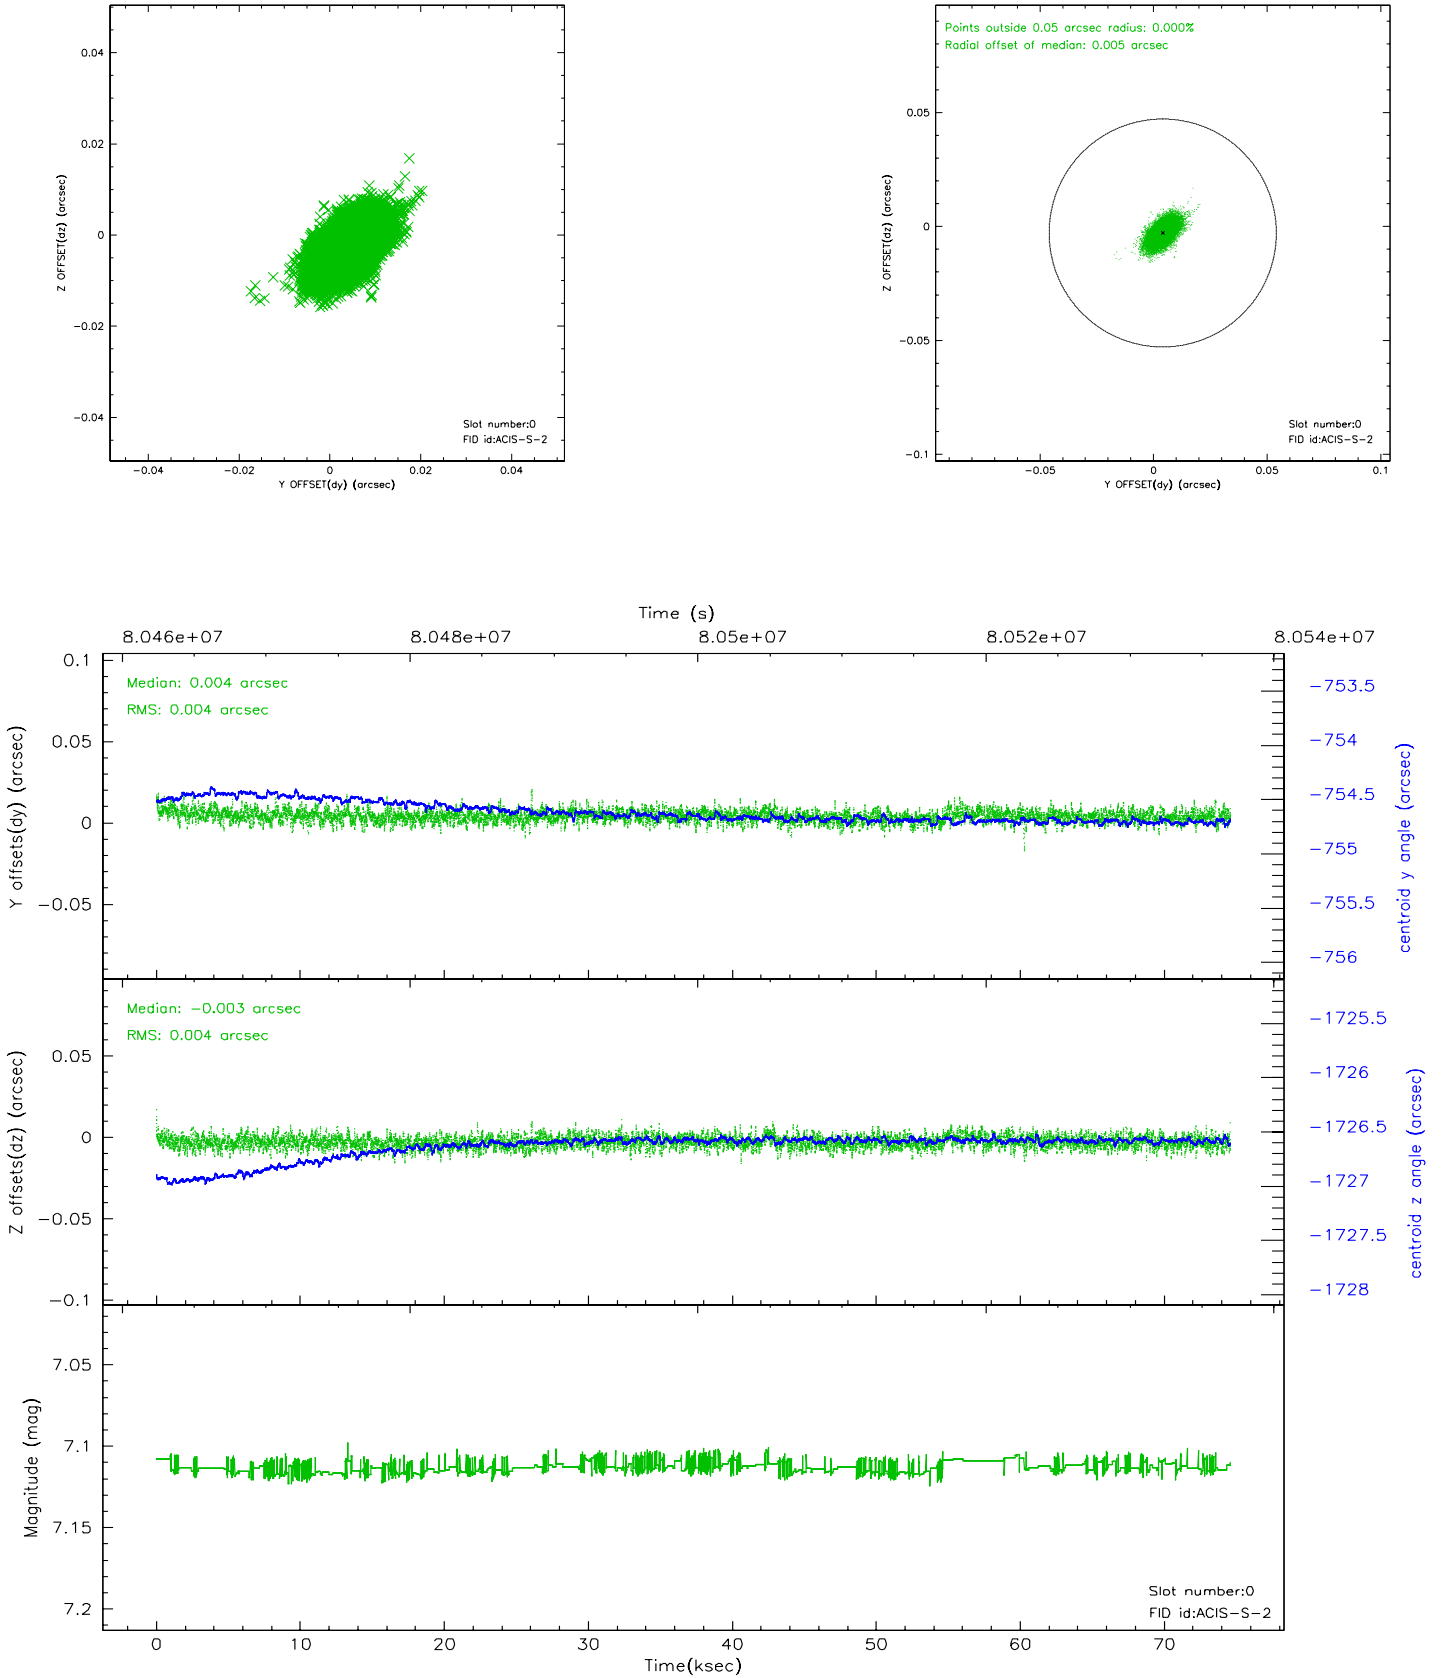 0.04
0.02
0
-0.02
-0.04
Z OFFSET(dz) (arcsec)
Slot number:0
FID id:ACIS-S-2
-0.04 -0.02 0 0.02 0.04
Y OFFSET(dy) (arcsec)
Points outside 0.05 arcsec radius: 0.000%
Radial offset of median: 0.005 arcsec
0.05
0
-0.05
-0.1
Z OFFSET(dz) (arcsec)
Slot number:0
FID id:ACIS-S-2
-0.05 0 0.05 0.1
Y OFFSET(dy) (arcsec)
Time (s)
8.046e+07 8.048e+07 8.05e+07 8.052e+07 8.054e+07
Median: 0.004 arcsec
RMS: 0.004 arcsec
0.1
0.05
0
-0.05
Y offsets(dy) (arcsec)
-753.5
-754
-754.5
-755
-755.5
-756
centroid y angle (arcsec)
Median: -0.003 arcsec
RMS: 0.004 arcsec
0.05
0
-0.05
-0.1
Z offsets(dz) (arcsec)
-1725.5
-1726
-1726.5
-1727
-1727.5
-1728
centroid z angle (arcsec)
7.05
7.1
7.15
7.2
Magnitude (mag)
Slot number:0
FID id:ACIS-S-2
0 10 20 30 40 50 60 70
Time(ksec)